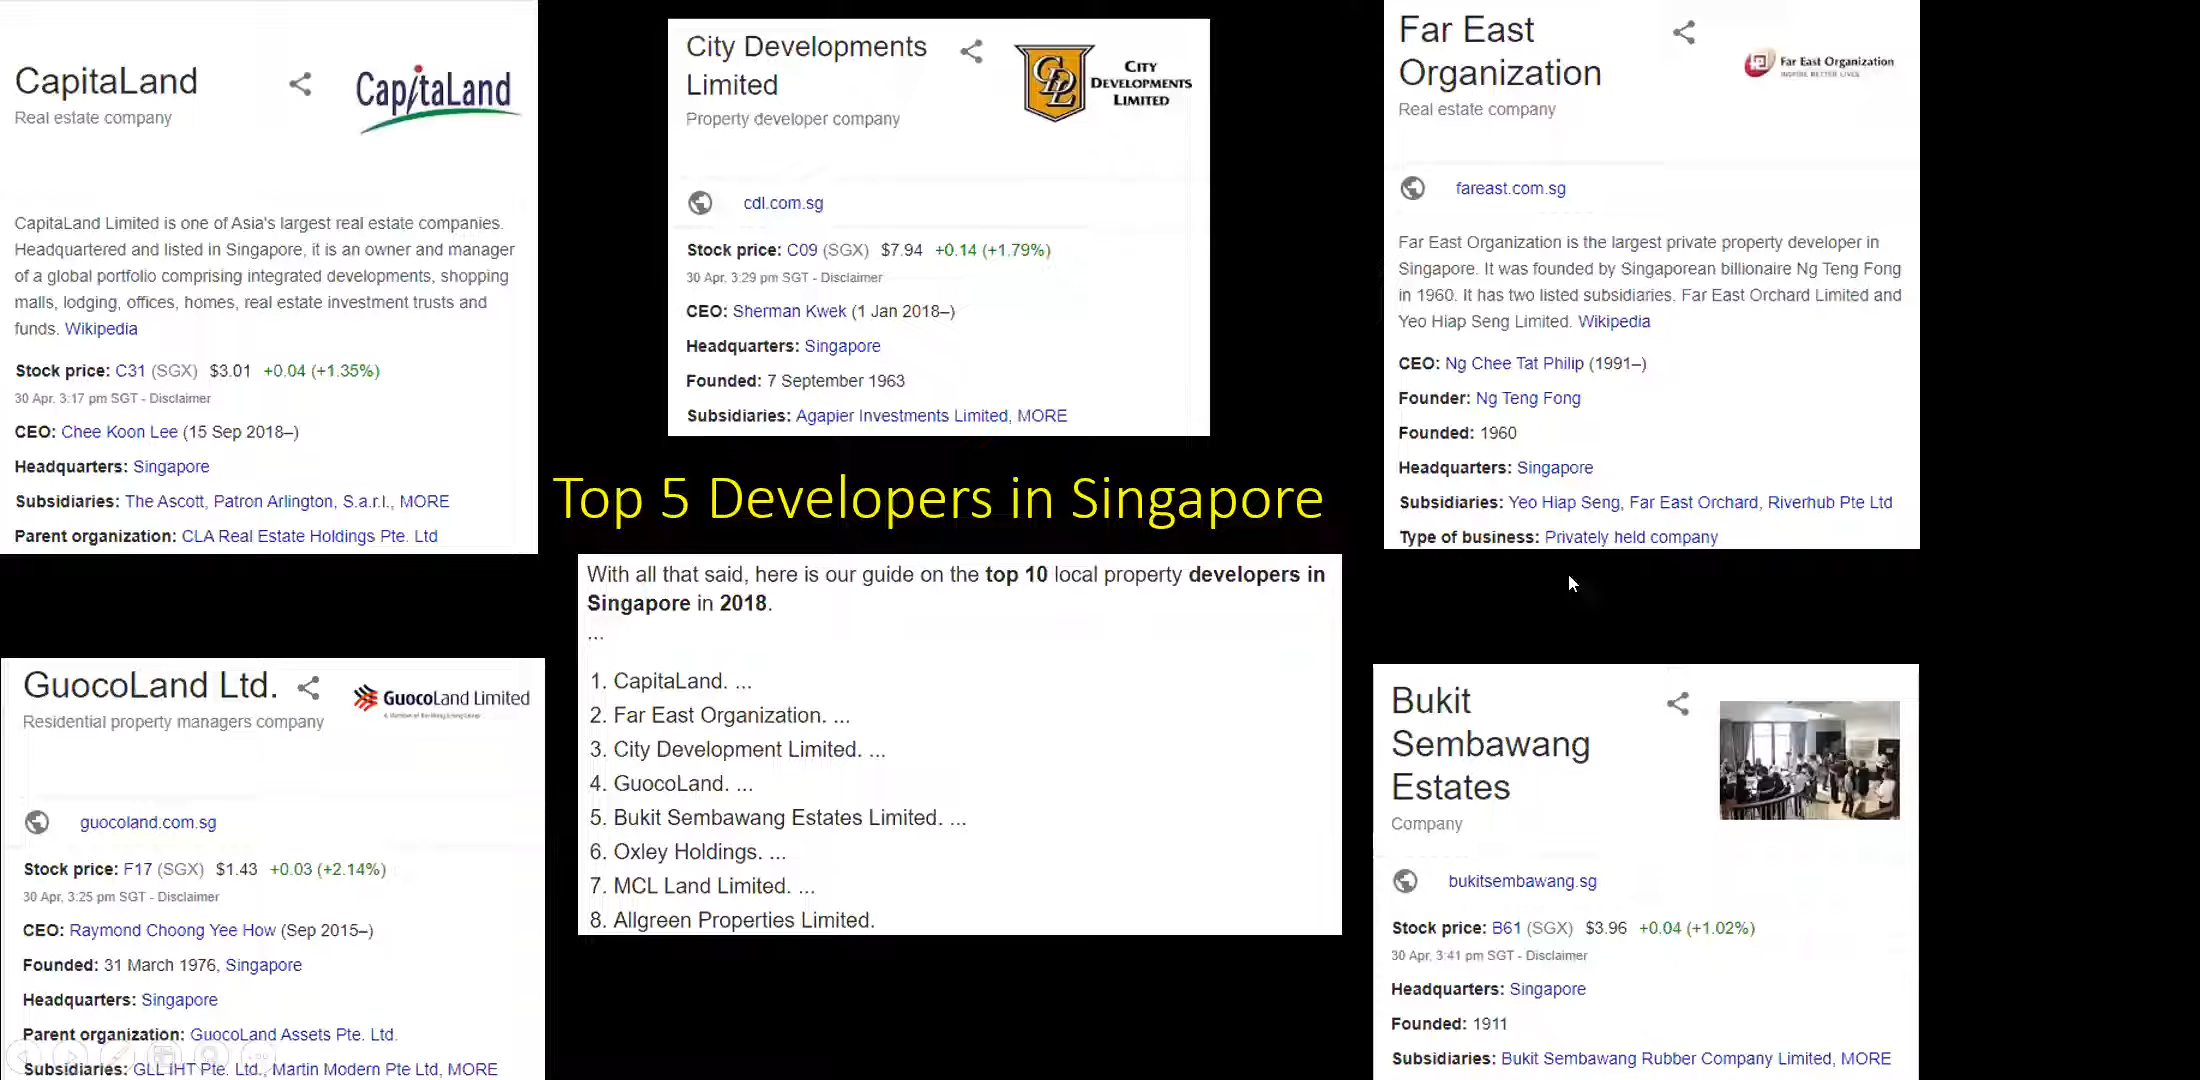 CapitaLand
Real estate company
CapitaLand
CapitaLand Limited is one of Asia's largest real estate companies.
Headquartered and listed in Singapore, it is an owner and manager
of a global portfolio comprising integrated developments, shopping
malls, lodging, offices, homes, real estate investment trusts and
funds. Wikipedia
Stock price: C31 (SGX) $3.01 +0.04 (+1.35%)
30 Apr, 3:17 pm SGT - Disclaimer
CEO: Chee Koon Lee (15 Sep 2018–)
Headquarters: Singapore
Subsidiaries: The Ascott, Patron Arlington, S.a.r.l., MORE
Parent organization: CLA Real Estate Holdings Pte. Ltd
City Developments
Limited
Property developer company
CDL
CITY
DEVELOPMENTS
LIMITED
cdl.com.sg
Stock price: C09 (SGX) $7.94 +0.14 (+1.79%)
30 Apr, 3:29 pm SGT - Disclaimer
CEO: Sherman Kwek (1 Jan 2018–)
Headquarters: Singapore
Founded: 7 September 1963
Subsidiaries: Agapier Investments Limited, MORE
Far East
Organization
Real estate company
Far East Organization
INSPIRE BETTER LIVES
fareast.com.sg
Far East Organization is the largest private property developer in
Singapore. It was founded by Singaporean billionaire Ng Teng Fong
in 1960. It has two listed subsidiaries. Far East Orchard Limited and
Yeo Hiap Seng Limited. Wikipedia
CEO: Ng Chee Tat Philip (1991–)
Founder: Ng Teng Fong
Founded: 1960
Headquarters: Singapore
Subsidiaries: Yeo Hiap Seng, Far East Orchard, Riverhub Pte Ltd
Type of business: Privately held company
Top 5 Developers in Singapore
With all that said, here is our guide on the top 10 local property developers in
Singapore in 2018.
...
1. CapitaLand. ...
2. Far East Organization. ...
3. City Development Limited. ...
4. GuocoLand. ...
5. Bukit Sembawang Estates Limited. ...
6. Oxley Holdings. ...
7. MCL Land Limited. ...
8. Allgreen Properties Limited.
GuocoLand Ltd.
Residential property managers company
GuocoLand Limited
guocoland.com.sg
Stock price: F17 (SGX) $1.43 +0.03 (+2.14%)
30 Apr, 3:25 pm SGT - Disclaimer
CEO: Raymond Choong Yee How (Sep 2015–)
Founded: 31 March 1976, Singapore
Headquarters: Singapore
Parent organization: GuocoLand Assets Pte. Ltd.
Subsidiaries: GLL IHT Pte. Ltd., Martin Modern Pte Ltd, MORE
Bukit
Sembawang
Estates
Company
bukitsembawang.sg
Stock price: B61 (SGX) $3.96 +0.04 (+1.02%)
30 Apr, 3:41 pm SGT - Disclaimer
Headquarters: Singapore
Founded: 1911
Subsidiaries: Bukit Sembawang Rubber Company Limited, MORE